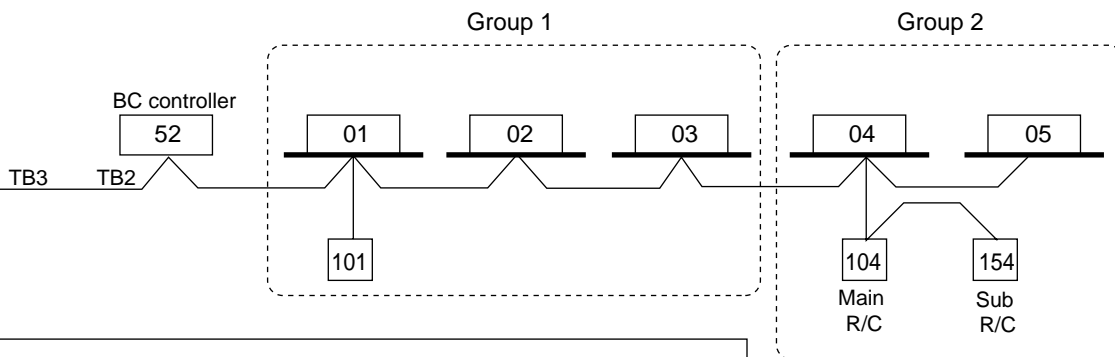 Group 1
Group 2
BC controller
52
01
02
03
04
05
TB3
TB2
101
104
154
Main
R/C
Sub
R/C